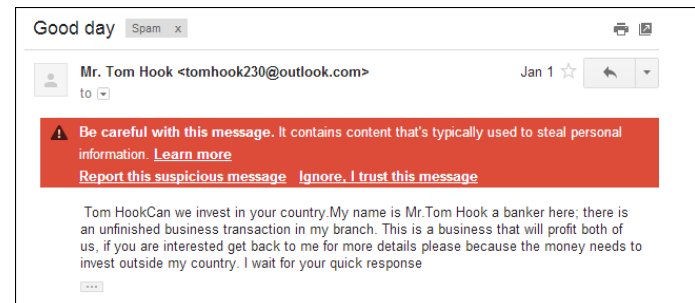 Good day Spam x
Mr. Tom Hook <tomhook230@outlook.com> Jan 1
to
Be careful with this message. It contains content that's typically used to steal personal
information. Learn more
Report this suspicious message Ignore, I trust this message
Tom HookCan we invest in your country.My name is Mr.Tom Hook a banker here; there is
an unfinished business transaction in my branch. This is a business that will profit both of
us, if you are interested get back to me for more details please because the money needs to
invest outside my country. I wait for your quick response